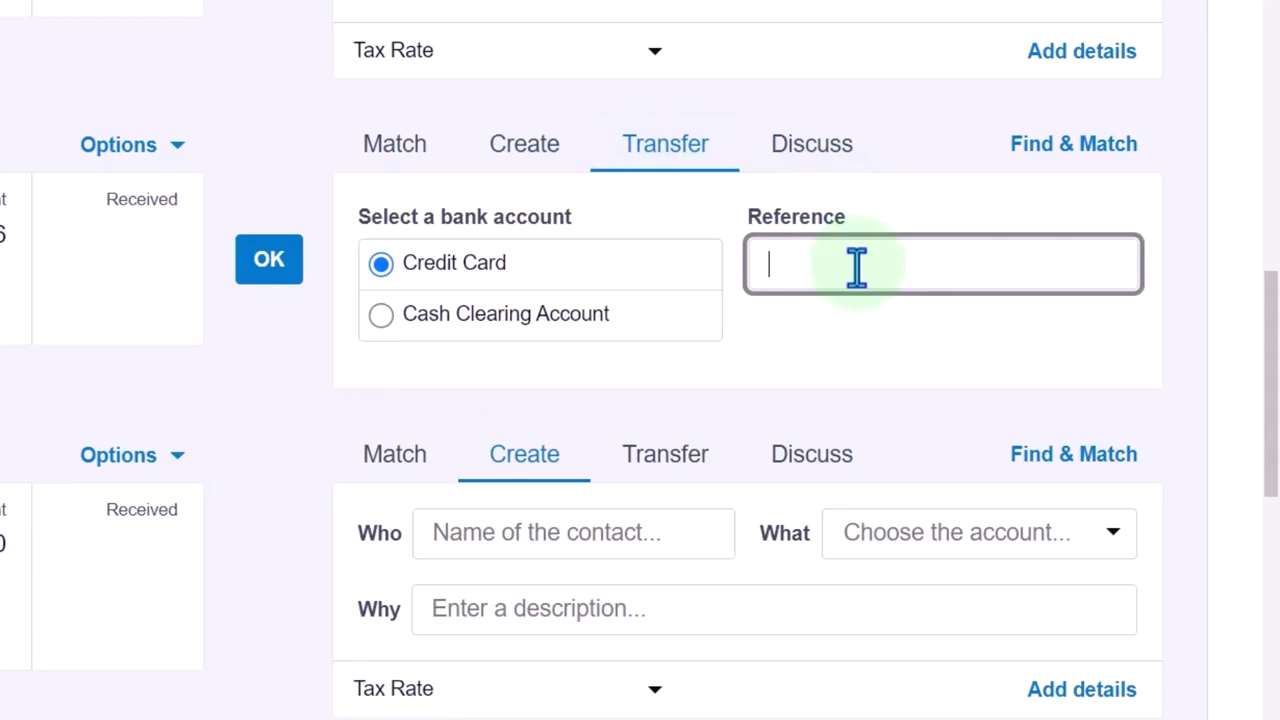 Tax Rate Add details
Options Match Create Transfer Discuss Find & Match
Received
6
OK
Select a bank account Reference
Credit Card
Cash Clearing Account
Options Match Create Transfer Discuss Find & Match
Received
0
Who Name of the contact... What Choose the account...
Why Enter a description...
Tax Rate Add details